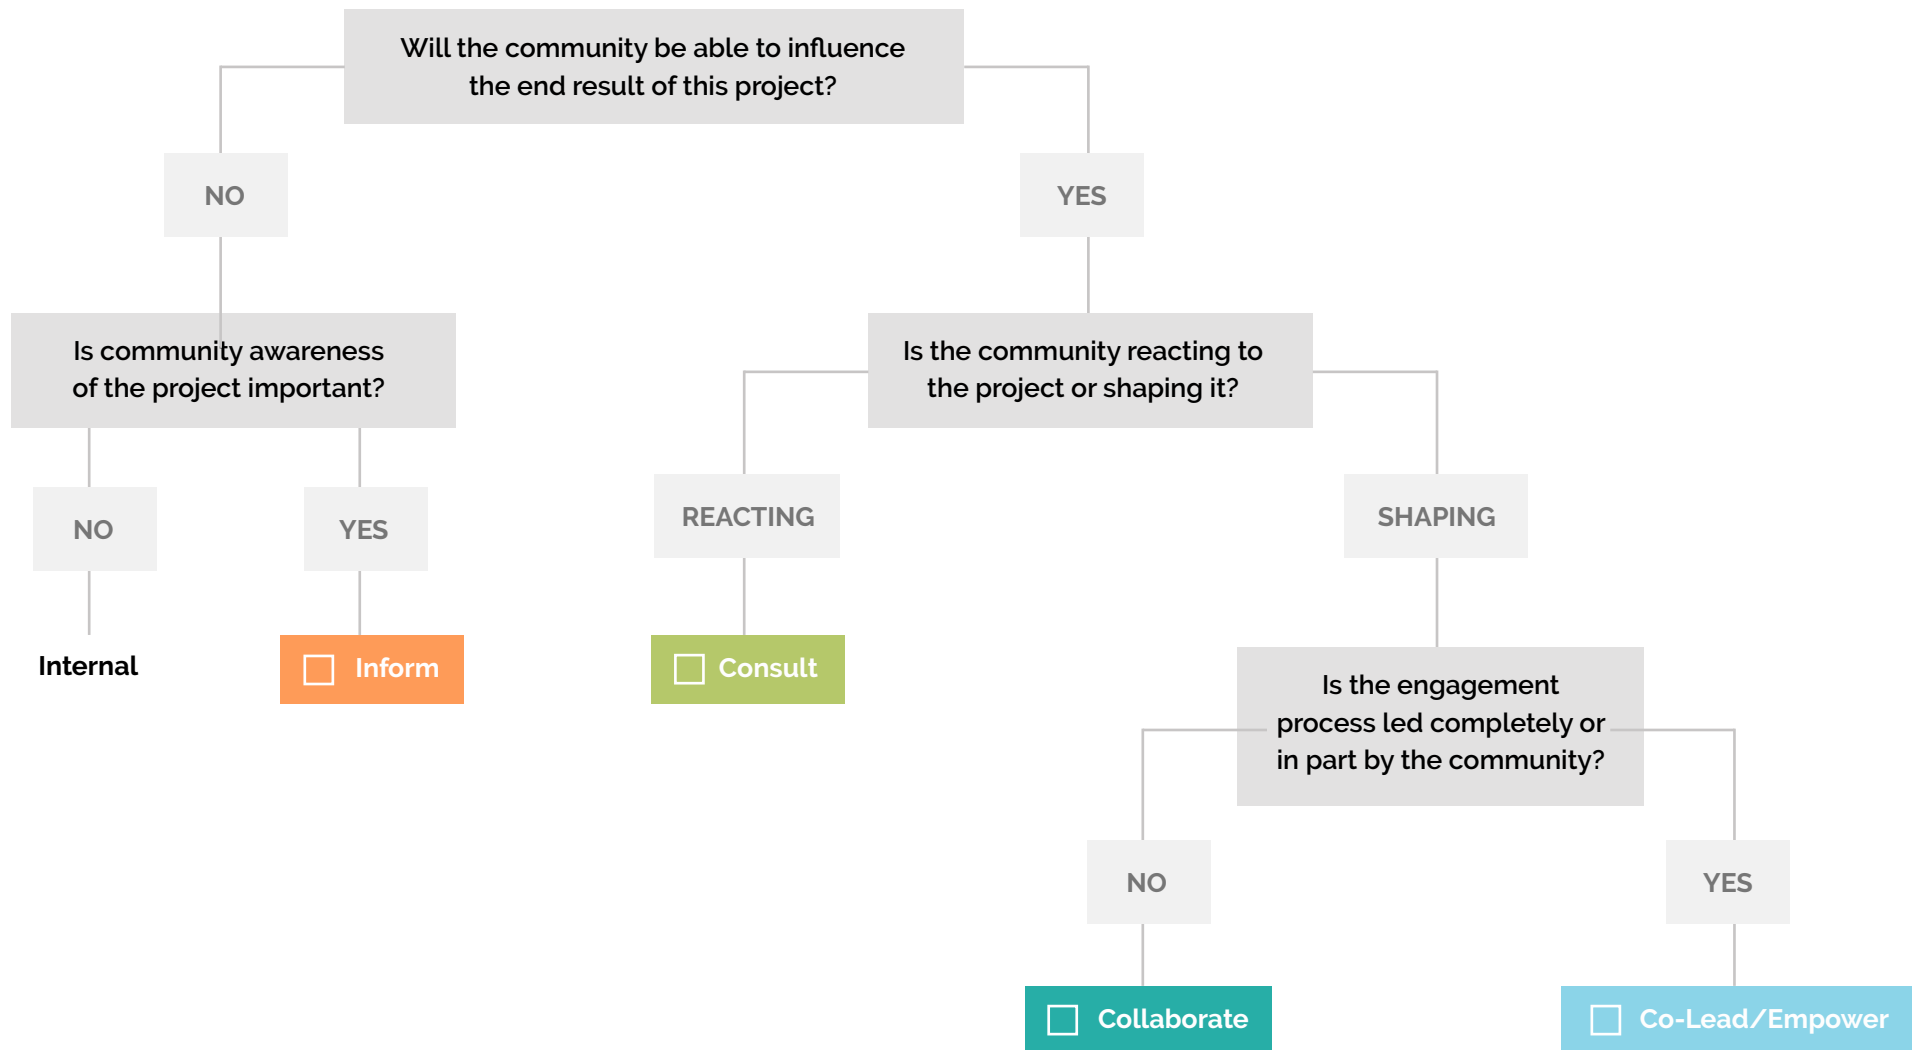 Will the community be able to influence
the end result of this project?
NO
YES
Is community awareness
of the project important?
Is the community reacting to
the project or shaping it?
NO
YES
REACTING
SHAPING
Internal
Inform
Consult
Is the engagement
process led completely or
in part by the community?
NO
YES
Collaborate
Co-Lead/Empower